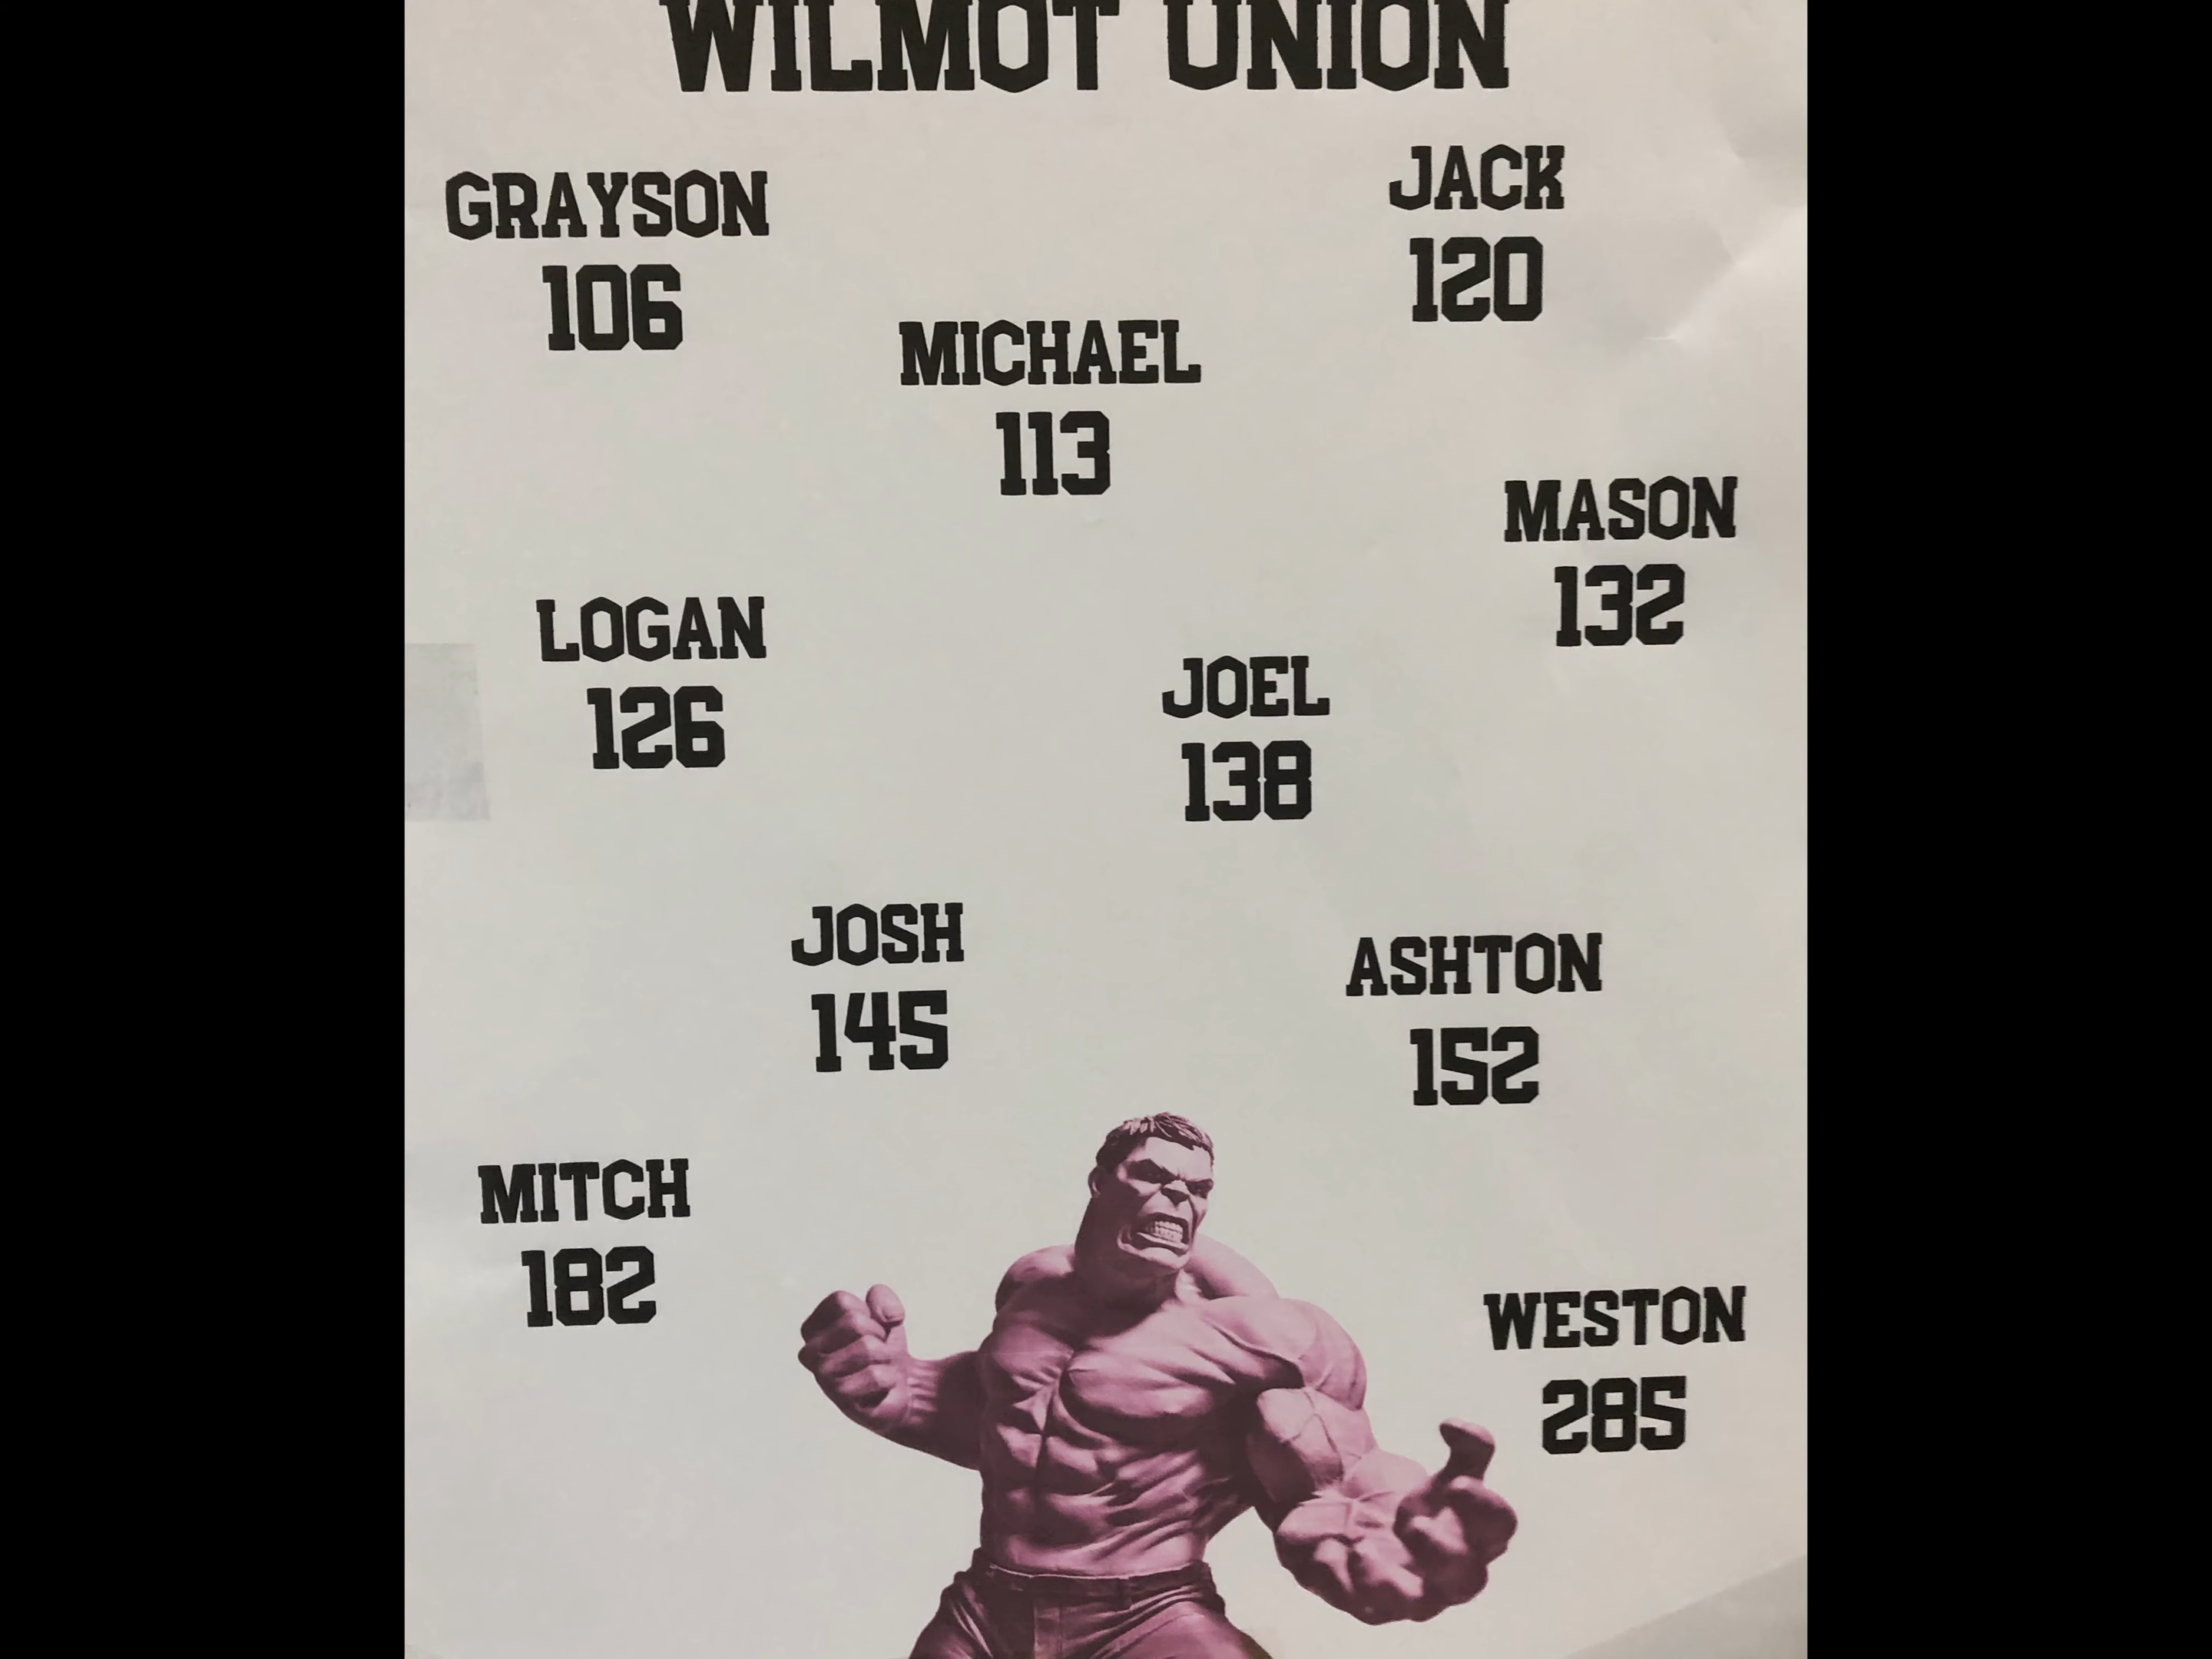 WILMOT UNION
GRAYSON
106
JACK
120
MICHAEL
113
MASON
132
LOGAN
126
JOEL
138
JOSH
145
ASHTON
152
MITCH
182
WESTON
285